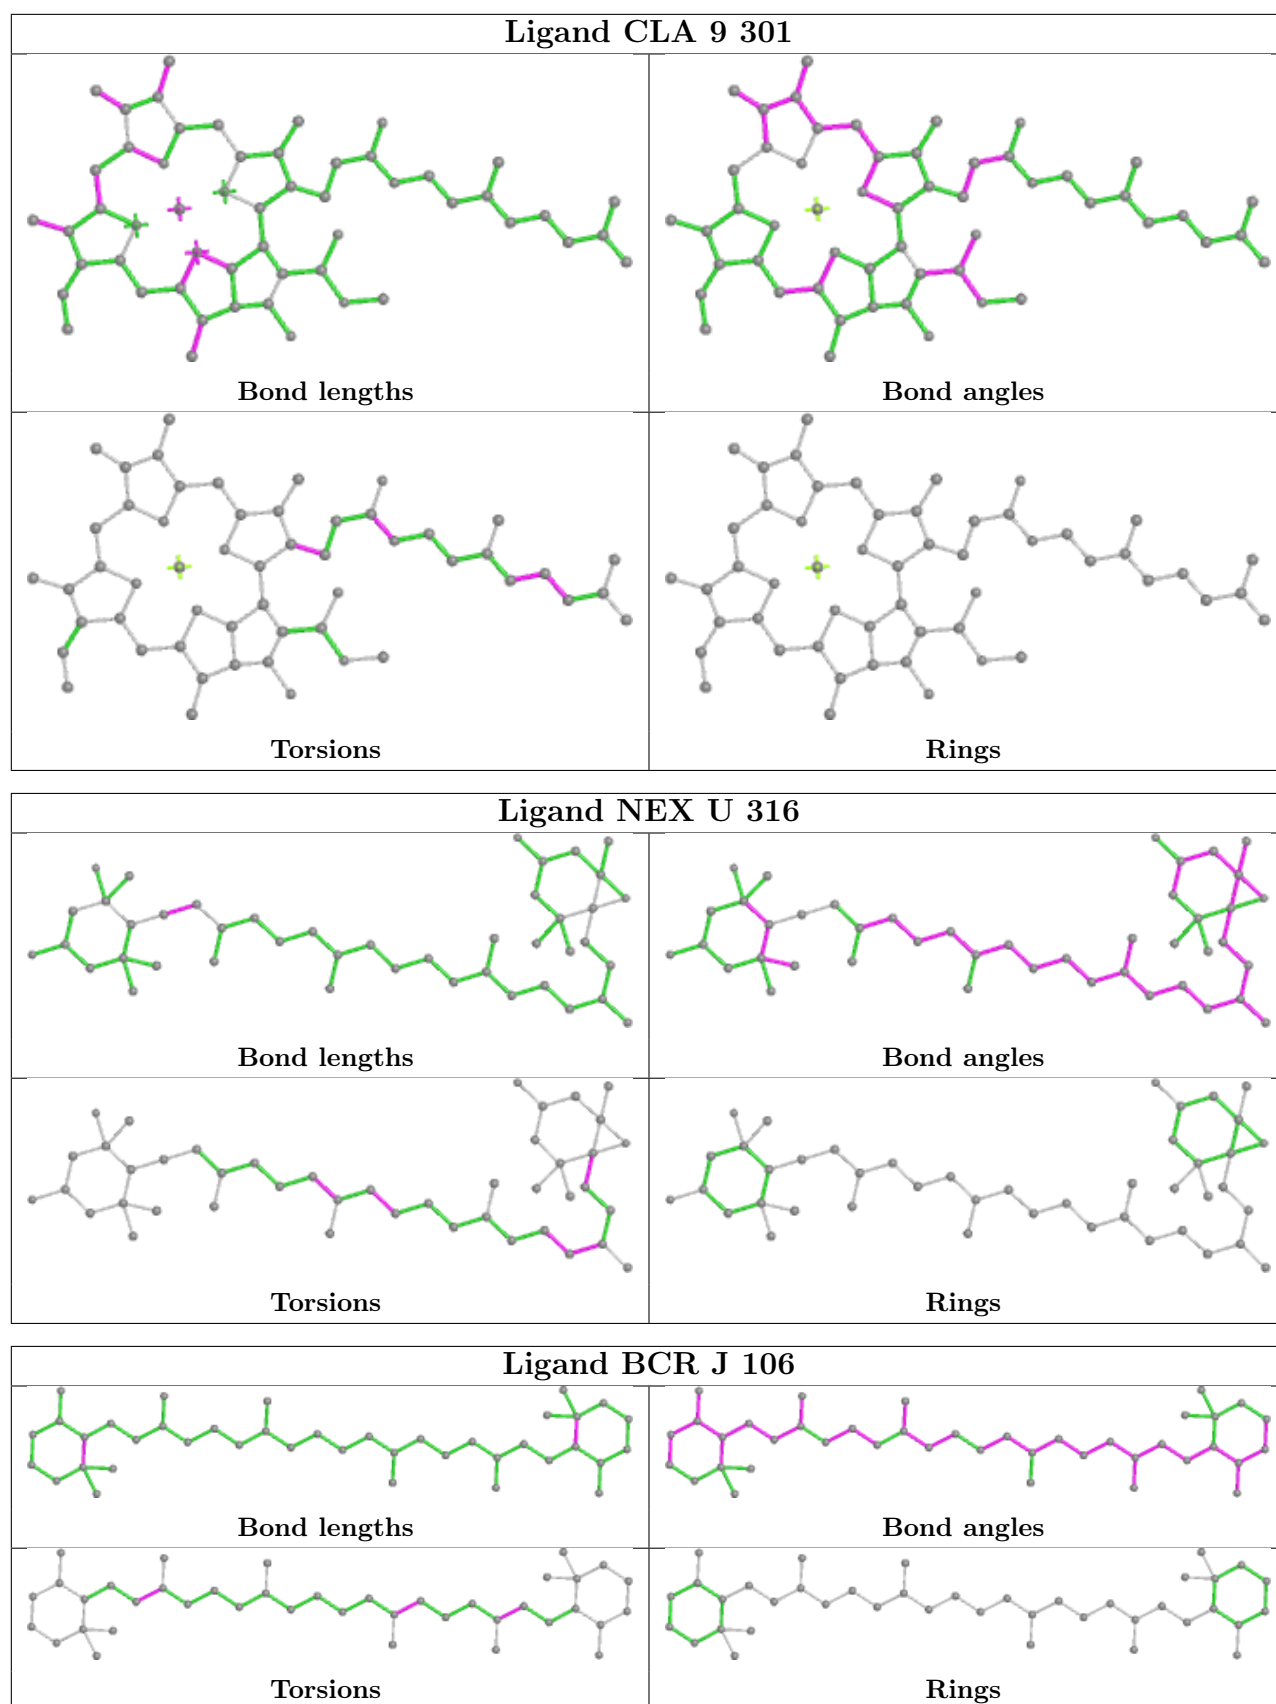 Ligand CLA 9 301
Bond lengths
Bond angles
Torsions
Rings
Ligand NEX U 316
Bond lengths
Bond angles
Torsions
Rings
Ligand BCR J 106
Bond lengths
Bond angles
Torsions
Rings